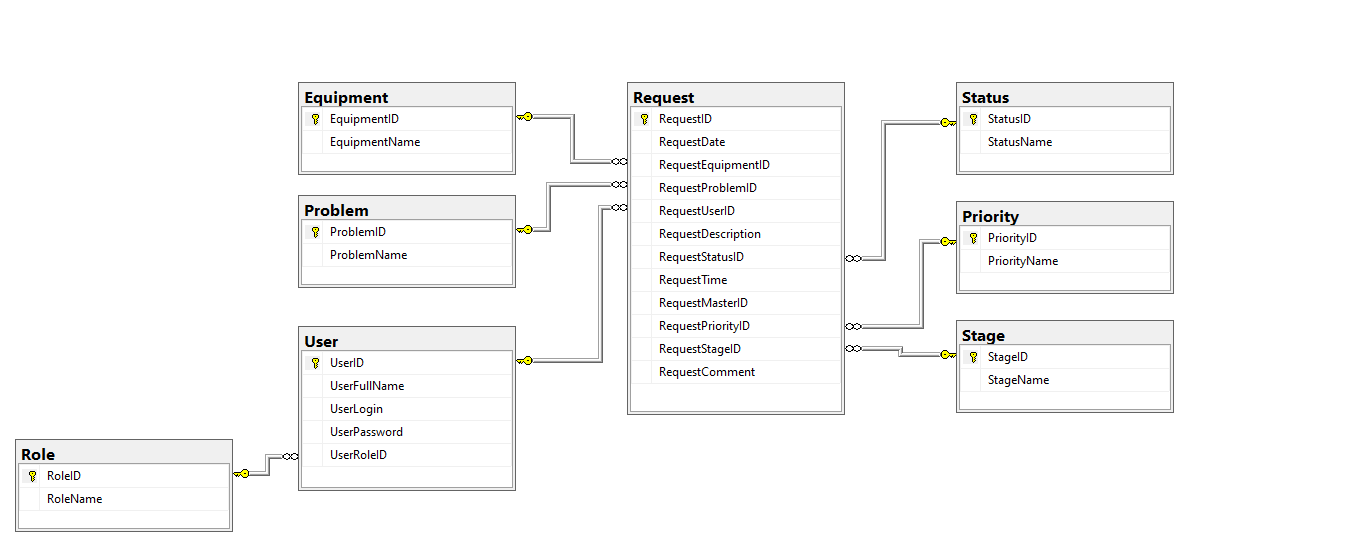 Equipment
EquipmentID
EquipmentName
Problem
ProblemID
ProblemName
User
UserID
UserFullName
UserLogin
UserPassword
UserRoleID
Role
RoleID
RoleName
Request
RequestID
RequestDate
RequestEquipmentID
RequestProblemID
RequestUserID
RequestDescription
RequestStatusID
RequestTime
RequestMasterID
RequestPriorityID
RequestStageID
RequestComment
Status
StatusID
StatusName
Priority
PriorityID
PriorityName
Stage
StageID
StageName